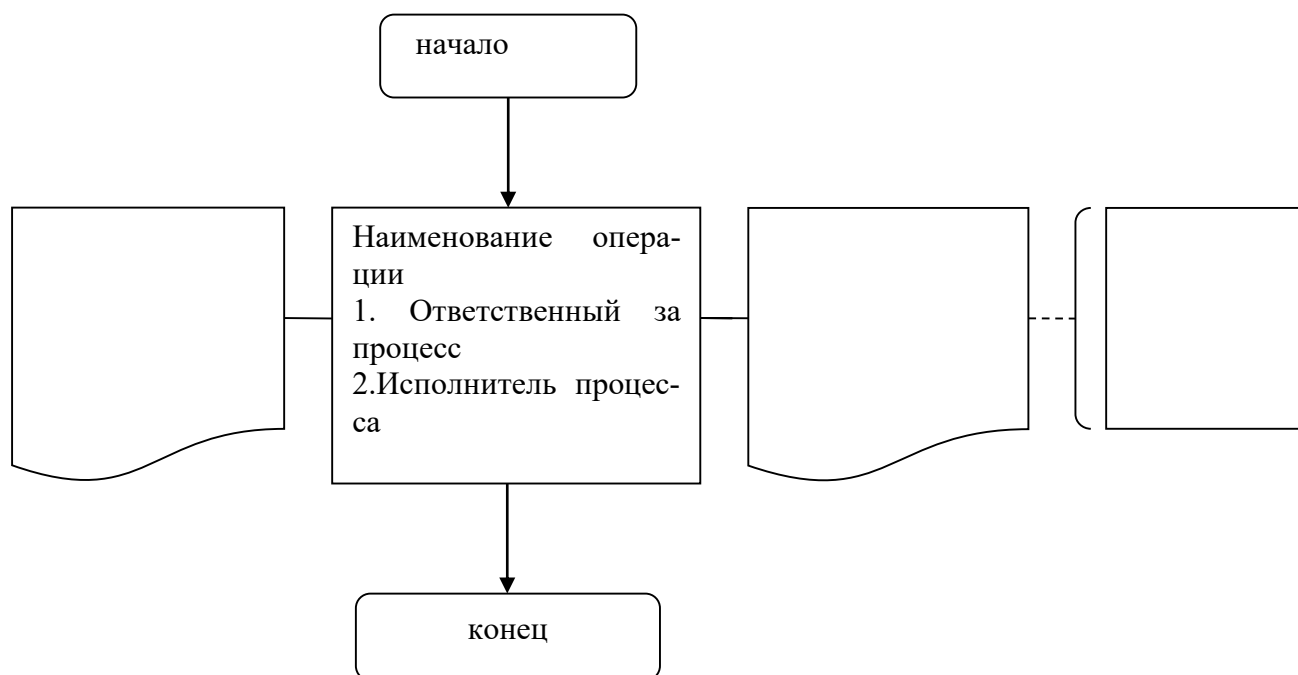 начало
Наименование опера-
ции
1. Ответственный за
процесс
2.Исполнитель процес-
са
конец